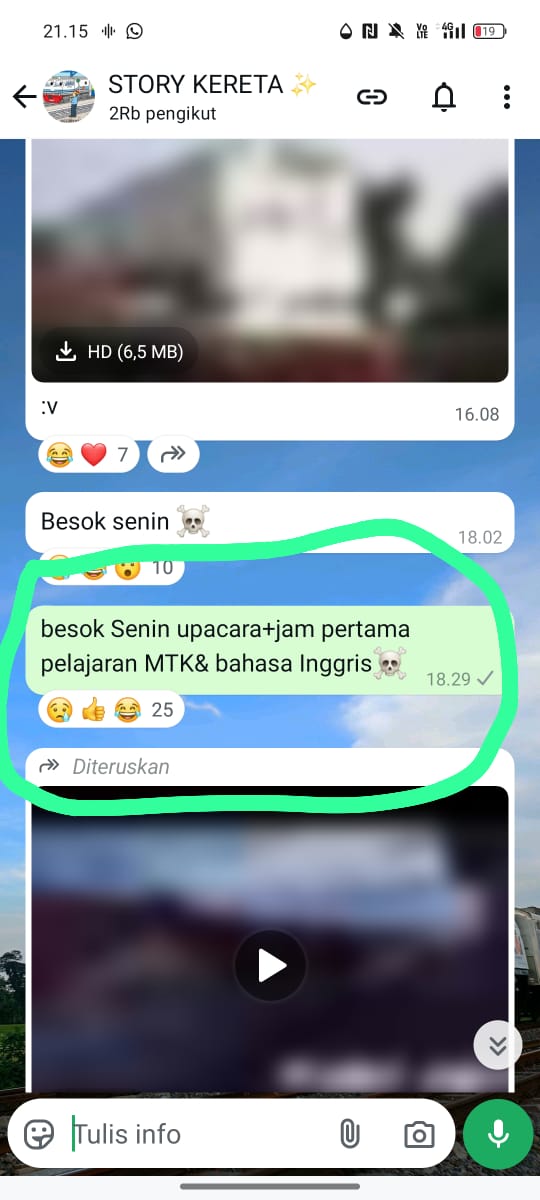 21.15
Vo LTE 4G 19
STORY KERETA ✨
2Rb pengikut
HD (6,5 MB)
:v
16.08
😂 ❤️ 7
Besok senin ☠️
18.02
10
besok Senin upacara+jam pertama
pelajaran MTK& bahasa Inggris☠️
18.29
😢 👍 😂 25
Diteruskan
Tulis info